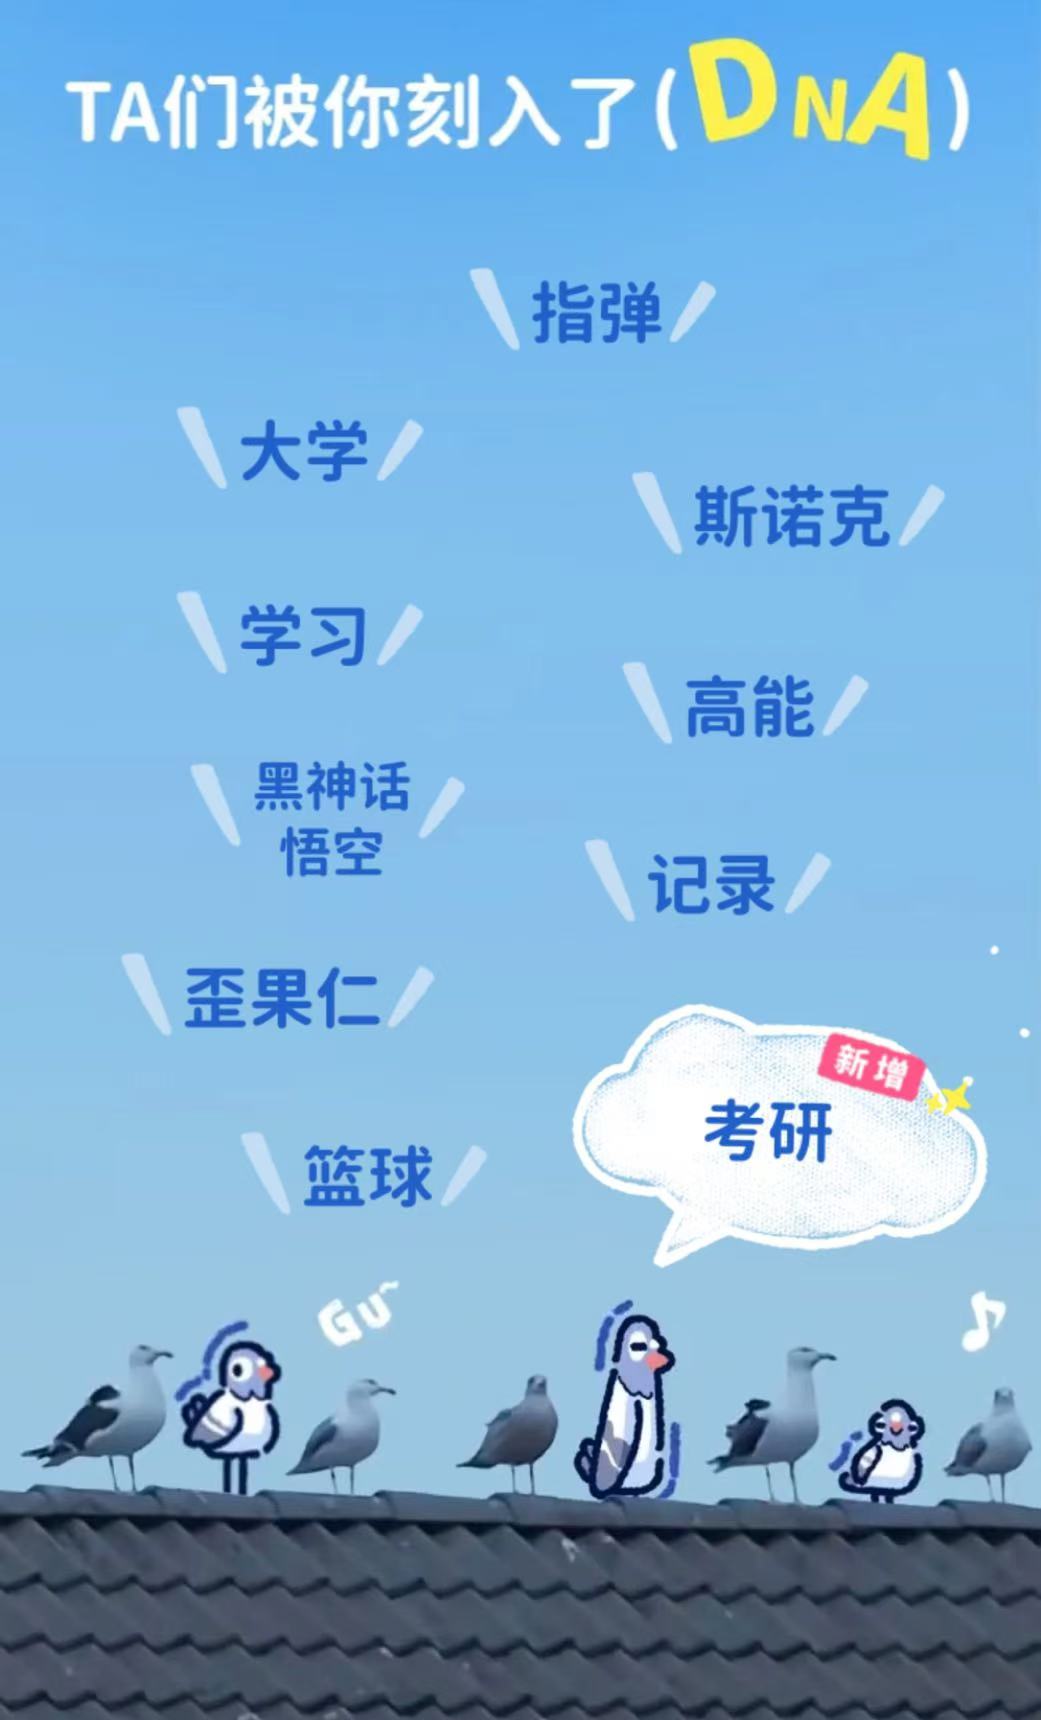 TA们被你刻入了(DNA)
指弹
大学
斯诺克
学习
高能
黑神话
悟空
记录
歪果仁
新增
考研
篮球
Gu~